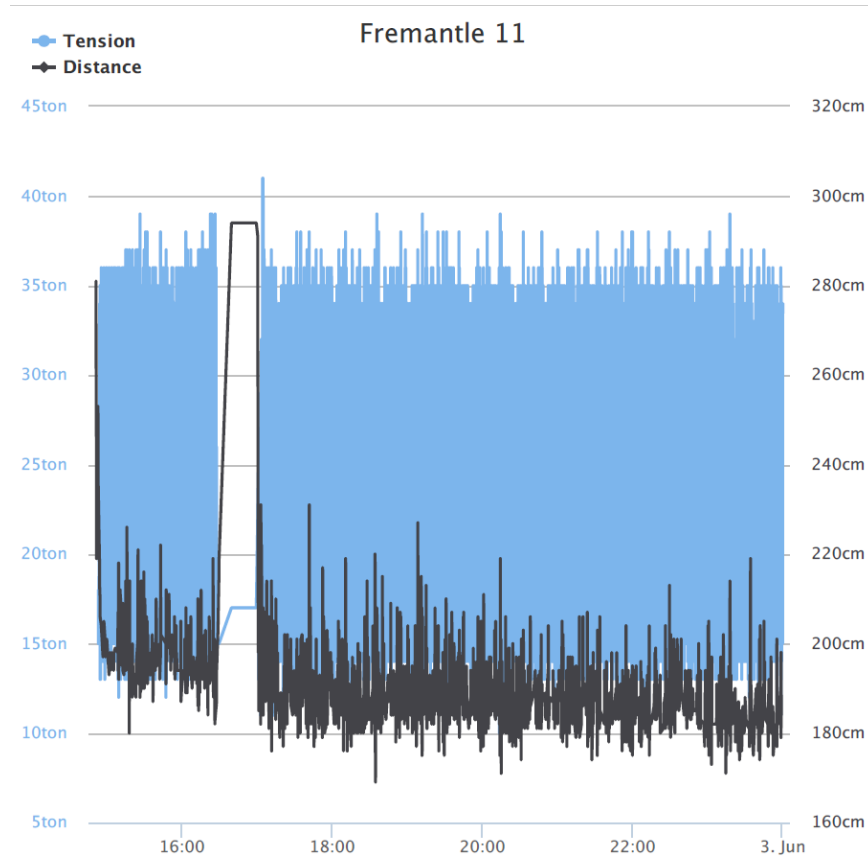 Fremantle 11
Tension
Distance
45ton
40ton
35ton
30ton
25ton
20ton
15ton
10ton
5ton
320cm
300cm
280cm
260cm
240cm
220cm
200cm
180cm
160cm
16:00
18:00
20:00
22:00
3. Jun